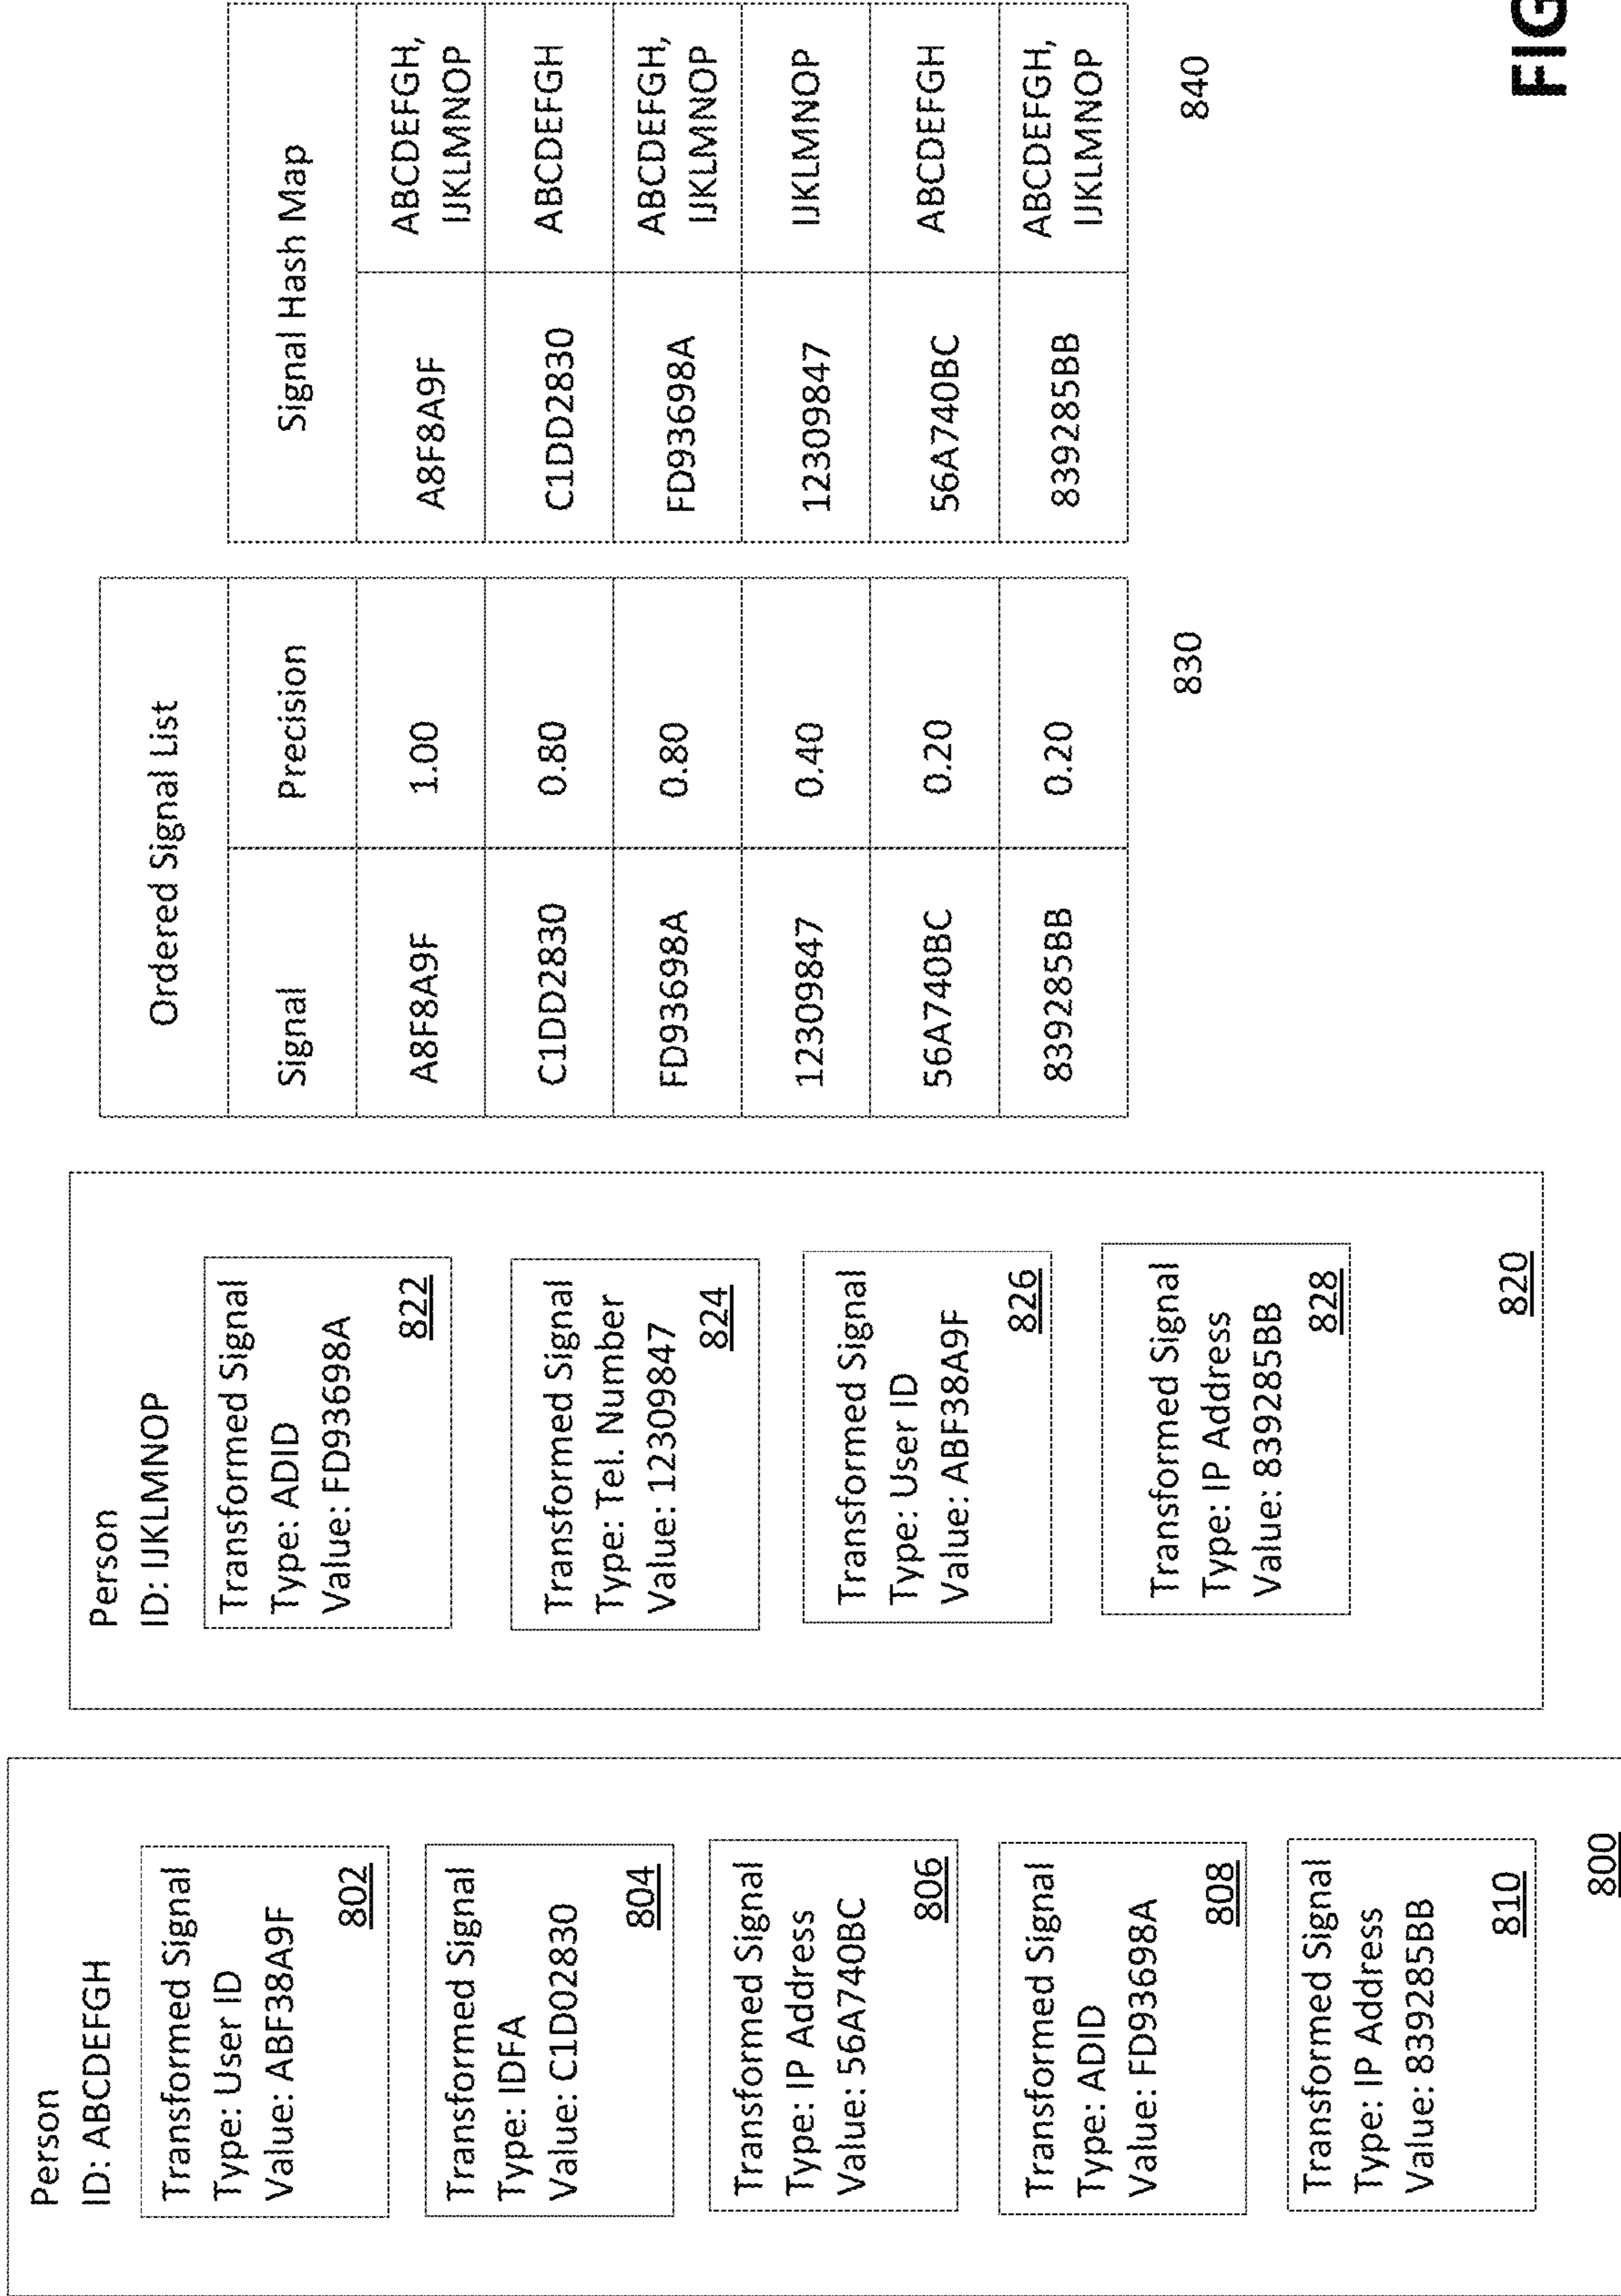 Person
ID: ABCDEFGH
Transformed Signal
Type: User ID
Value: ABF38A9F
802
Transformed Signal
Type: IDFA
Value: C1D02830
804
Transformed Signal
Type: IP Address
Value: 56A740BC
806
Transformed Signal
Type: ADID
Value: FD93698A
808
Transformed Signal
Type: IP Address
Value: 839285BB
810
800
Person
ID: IJKLMNOP
Transformed Signal
Type: ADID
Value: FD93698A
822
Transformed Signal
Type: Tel. Number
Value: 12309847
824
Transformed Signal
Type: User ID
Value: ABF38A9F
826
Transformed Signal
Type: IP Address
Value: 839285BB
828
820
Ordered Signal List
Signal Precision
A8F8A9F 1.00
C1DD2830 0.80
FD93698A 0.80
12309847 0.40
56A740BC 0.20
839285BB 0.20
830
Signal Hash Map
A8F8A9F ABCDEFGH,
IJKLMNOP
C1DD2830 ABCDEFGH
FD93698A ABCDEFGH,
IJKLMNOP
12309847 IJKLMNOP
56A740BC ABCDEFGH
839285BB ABCDEFGH,
IJKLMNOP
840
FIG